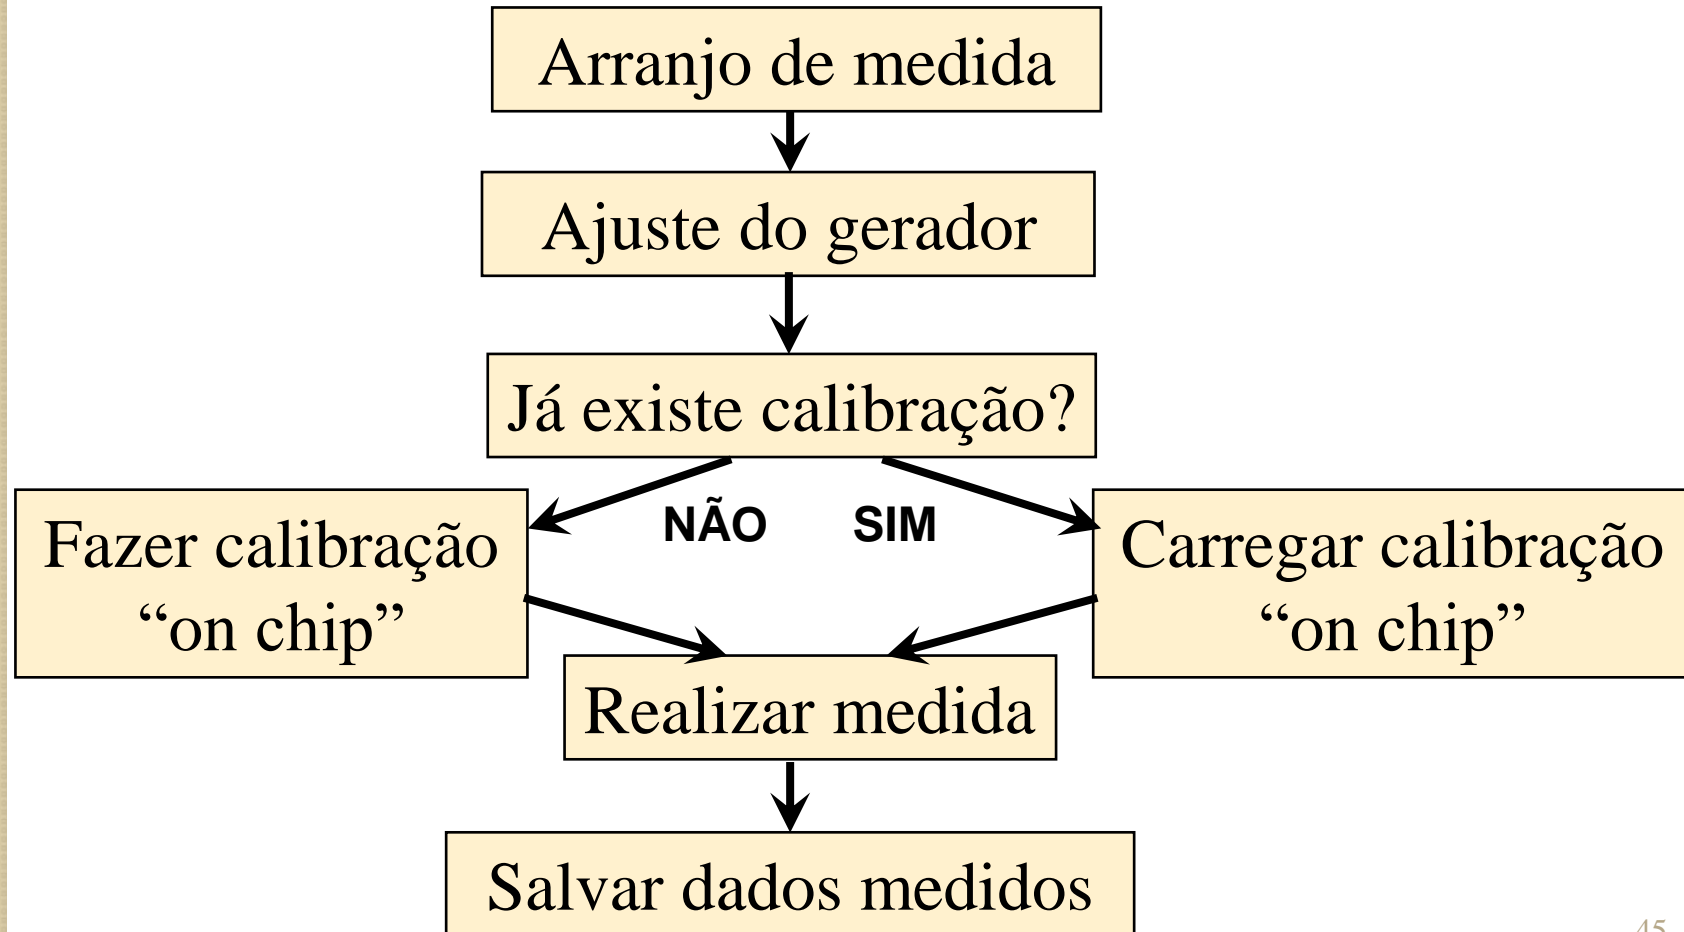 Arranjo de medida
Ajuste do gerador
Já existe calibração?
NÃO
SIM
Fazer calibração
“on chip”
Carregar calibração
“on chip”
Realizar medida
Salvar dados medidos
45